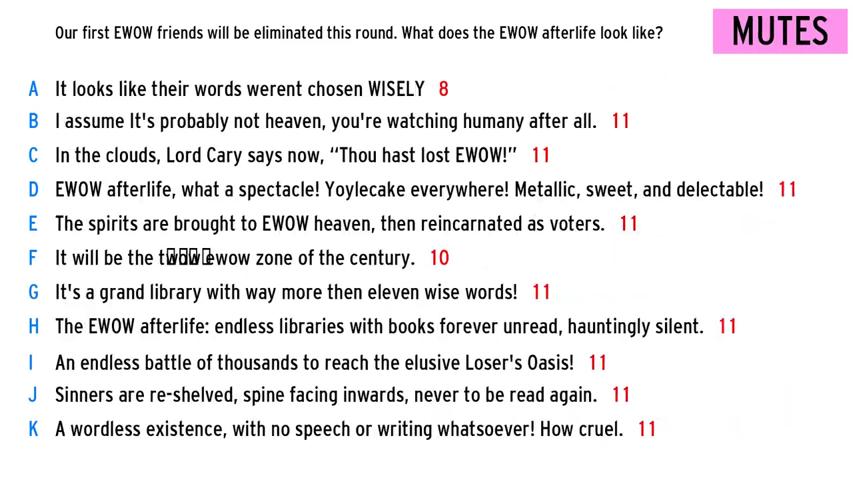 Our first EWOW friends will be eliminated this round. What does the EWOW afterlife look like?
MUTES
A It looks like their words werent chosen WISELY 8
B I assume It's probably not heaven, you're watching humany after all. 11
C In the clouds, Lord Cary says now, “Thou hast lost EWOW!” 11
D EWOW afterlife, what a spectacle! Yoylecake everywhere! Metallic, sweet, and delectable! 11
E The spirits are brought to EWOW heaven, then reincarnated as voters. 11
F It will be the twow ewow zone of the century. 10
G It's a grand library with way more then eleven wise words! 11
H The EWOW afterlife: endless libraries with books forever unread, hauntingly silent. 11
I An endless battle of thousands to reach the elusive Loser's Oasis! 11
J Sinners are re-shelved, spine facing inwards, never to be read again. 11
K A wordless existence, with no speech or writing whatsoever! How cruel. 11